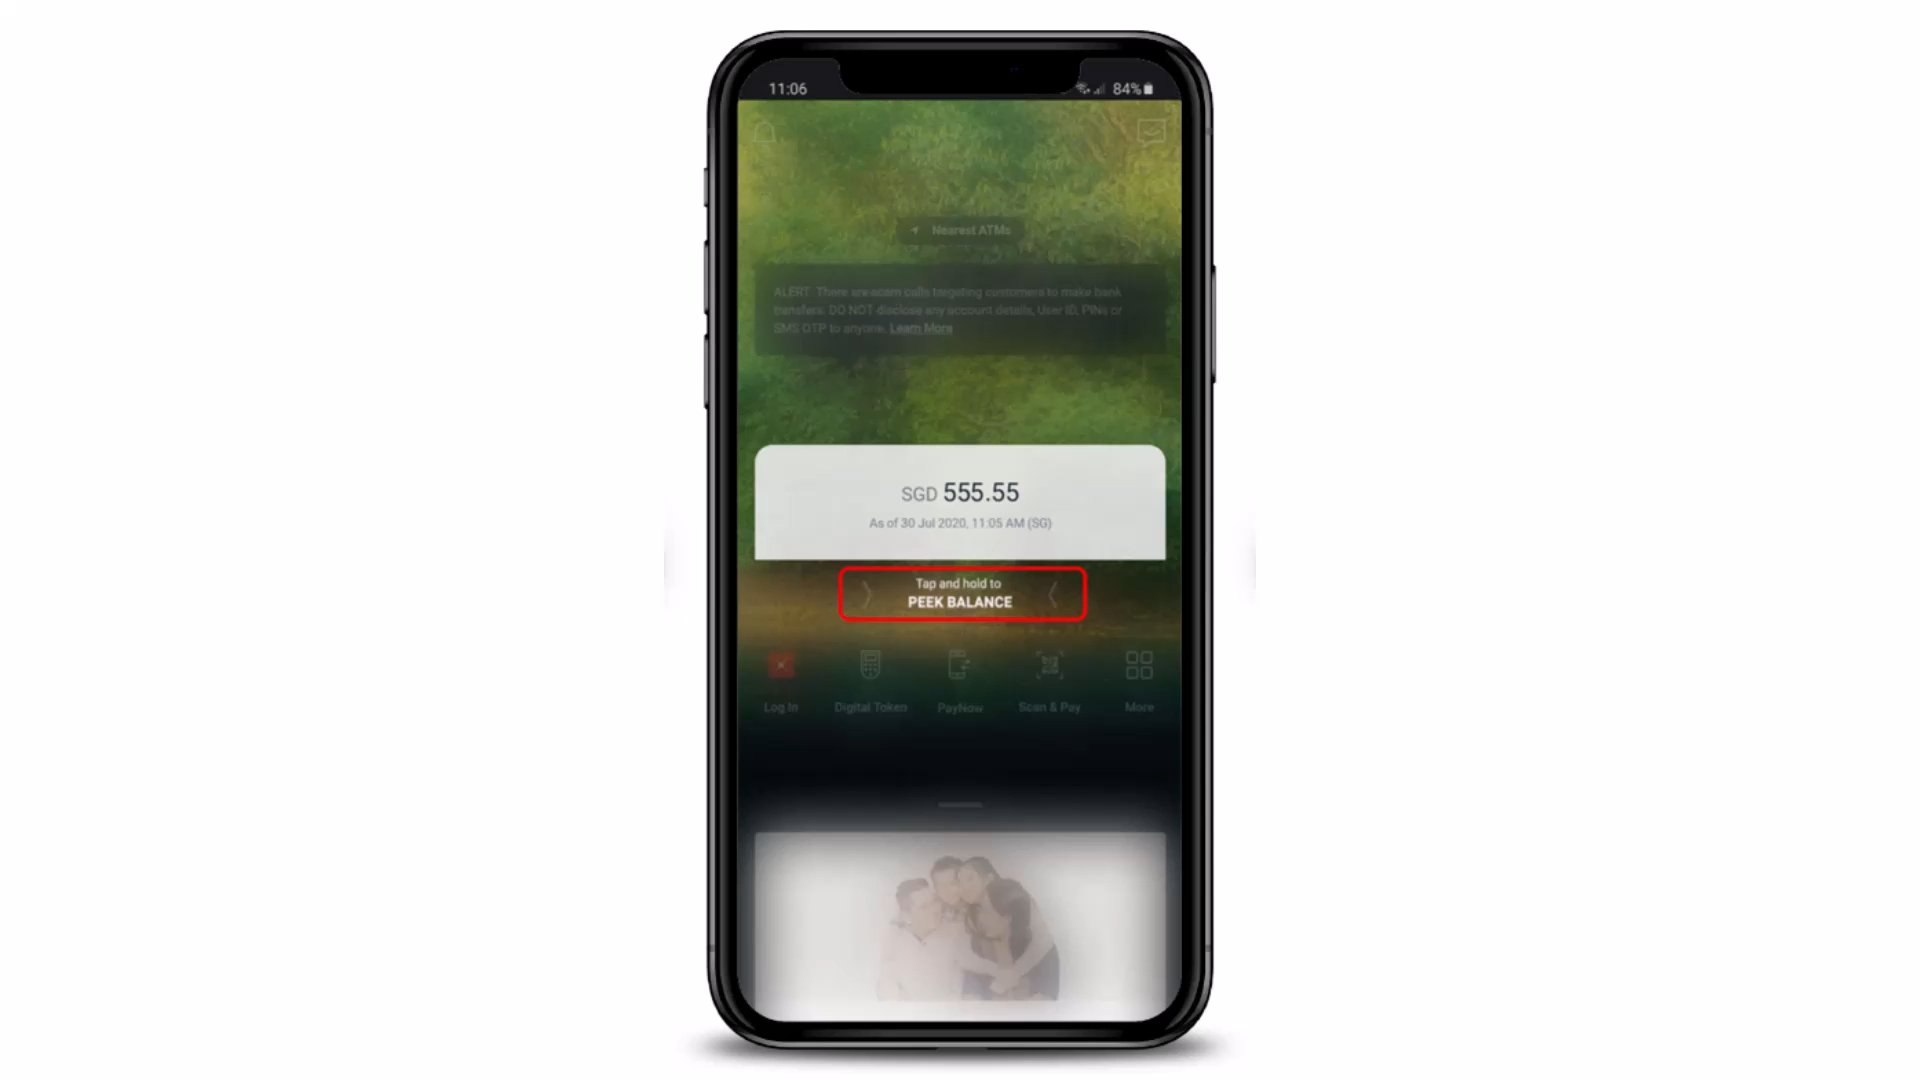 11:06
84%
Nearest ATMs
ALERT: There are scam calls targeting customers to make bank
transfers. DO NOT disclose any account details, User ID, PINs or
SMS OTP to anyone. Learn More
SGD 555.55
As of 30 Jul 2020, 11:05 AM (SG)
Tap and hold to
PEEK BALANCE
Log In
Digital Token
PayNow
Scan & Pay
More